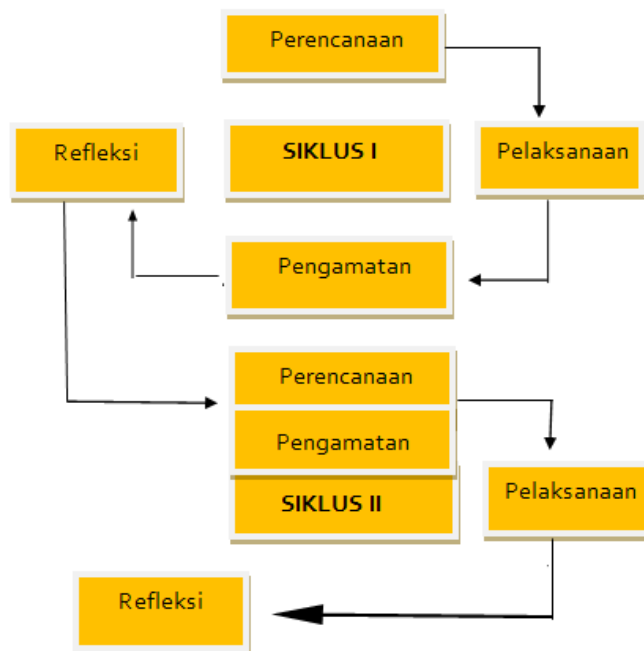 Perencanaan
Refleksi
SIKLUS I
Pelaksanaan
Pengamatan
Perencanaan
Pengamatan
SIKLUS II
Pelaksanaan
Refleksi